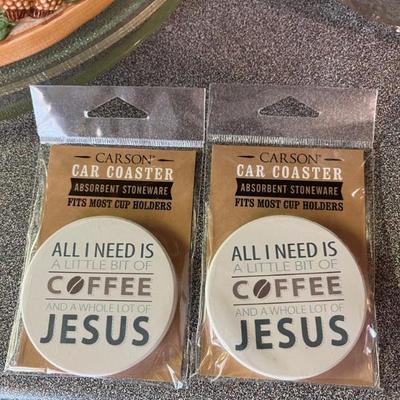 CARSON®
CAR COASTER
ABSORBENT STONEWARE
FITS MOST CUP HOLDERS
ALL I NEED IS
A LITTLE BIT OF
COFFEE
AND A WHOLE LOT OF
JESUS
CARSON®
CAR COASTER
ABSORBENT STONEWARE
FITS MOST CUP HOLDERS
ALL I NEED IS
A LITTLE BIT OF
COFFEE
AND A WHOLE LOT OF
JESUS